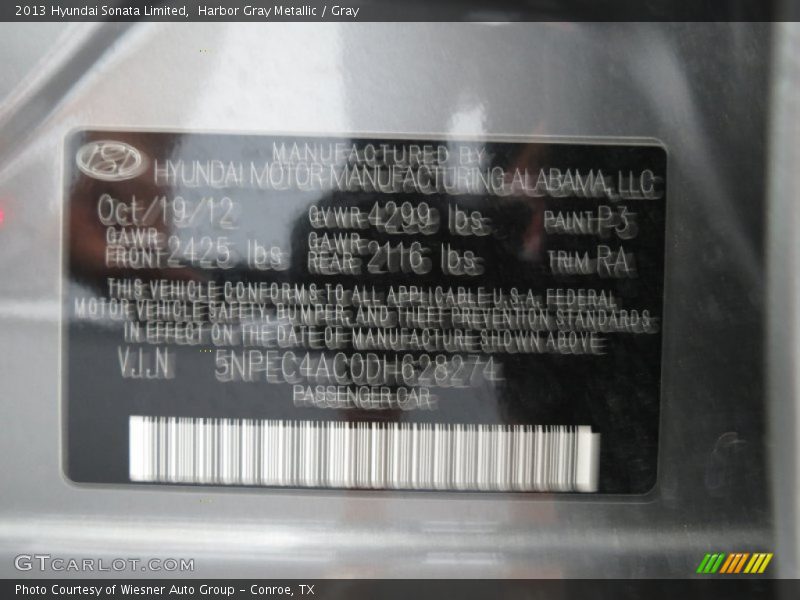 2013 Hyundai Sonata Limited, Harbor Gray Metallic / Gray
MANUFACTURED BY
HYUNDAI MOTOR MANUFACTURING ALABAMA, LLC
Oct/19/12 GVWR 4299 lbs PAINT P3
GAWR FRONT 2425 lbs GAWR REAR 2116 lbs TRIM RA
THIS VEHICLE CONFORMS TO ALL APPLICABLE U.S.A. FEDERAL
MOTOR VEHICLE SAFETY, BUMPER, AND THEFT PREVENTION STANDARDS
IN EFFECT ON THE DATE OF MANUFACTURE SHOWN ABOVE
V.I.N 5NPEC4AC0DH628274
PASSENGER CAR
GTCARLOT.COM
Photo Courtesy of Wiesner Auto Group - Conroe, TX